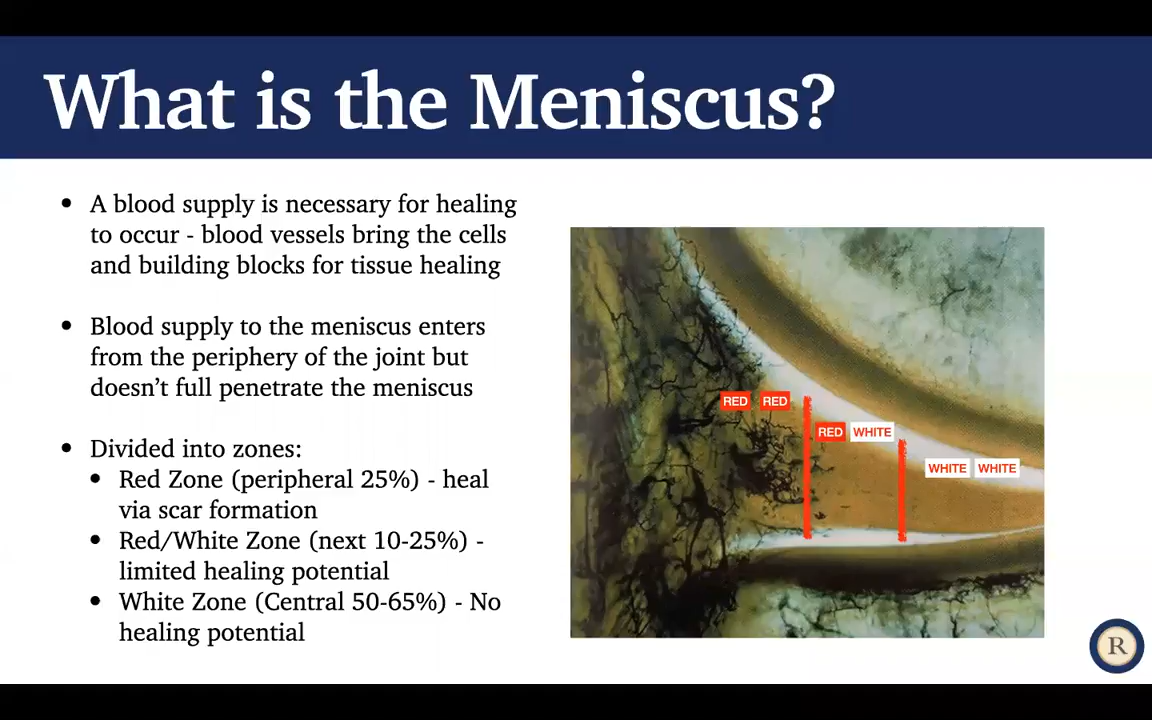 What is the Meniscus?
• A blood supply is necessary for healing
to occur - blood vessels bring the cells
and building blocks for tissue healing
• Blood supply to the meniscus enters
from the periphery of the joint but
doesn't full penetrate the meniscus
• Divided into zones:
• Red Zone (peripheral 25%) - heal
via scar formation
• Red/White Zone (next 10-25%) -
limited healing potential
• White Zone (Central 50-65%) - No
healing potential
RED RED
RED WHITE
WHITE WHITE
R